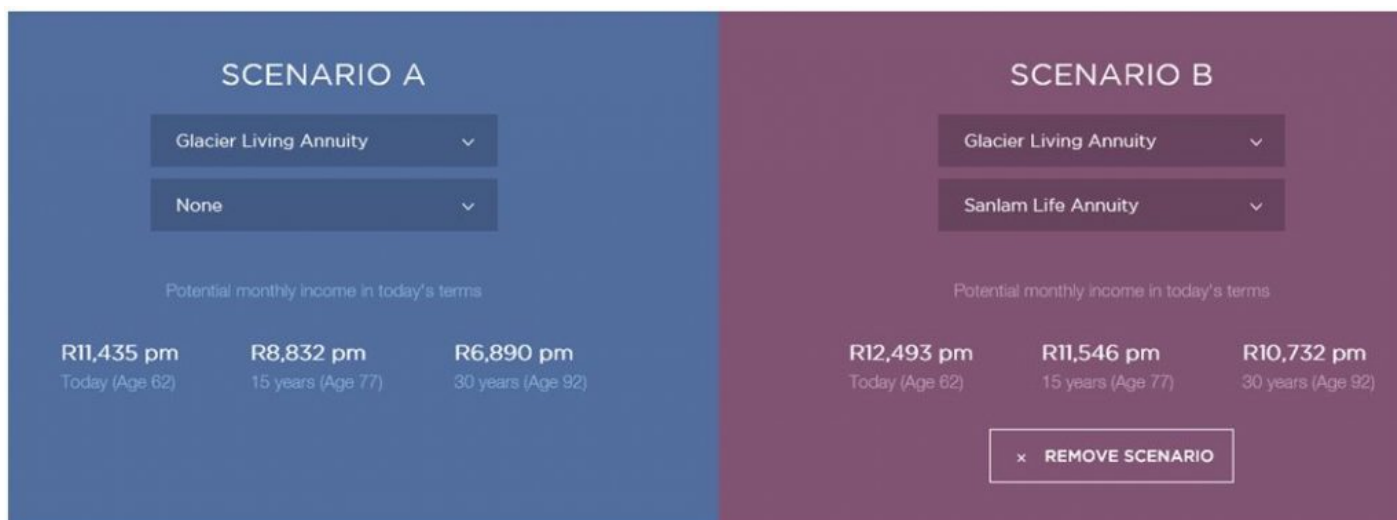 SCENARIO A
Glacier Living Annuity
None
Potential monthly income in today's terms
R11,435 pm R8,832 pm R6,890 pm
Today (Age 62) 15 years (Age 77) 30 years (Age 92)
SCENARIO B
Glacier Living Annuity
Sanlam Life Annuity
Potential monthly income in today's terms
R12,493 pm R11,546 pm R10,732 pm
Today (Age 62) 15 years (Age 77) 30 years (Age 92)
× REMOVE SCENARIO